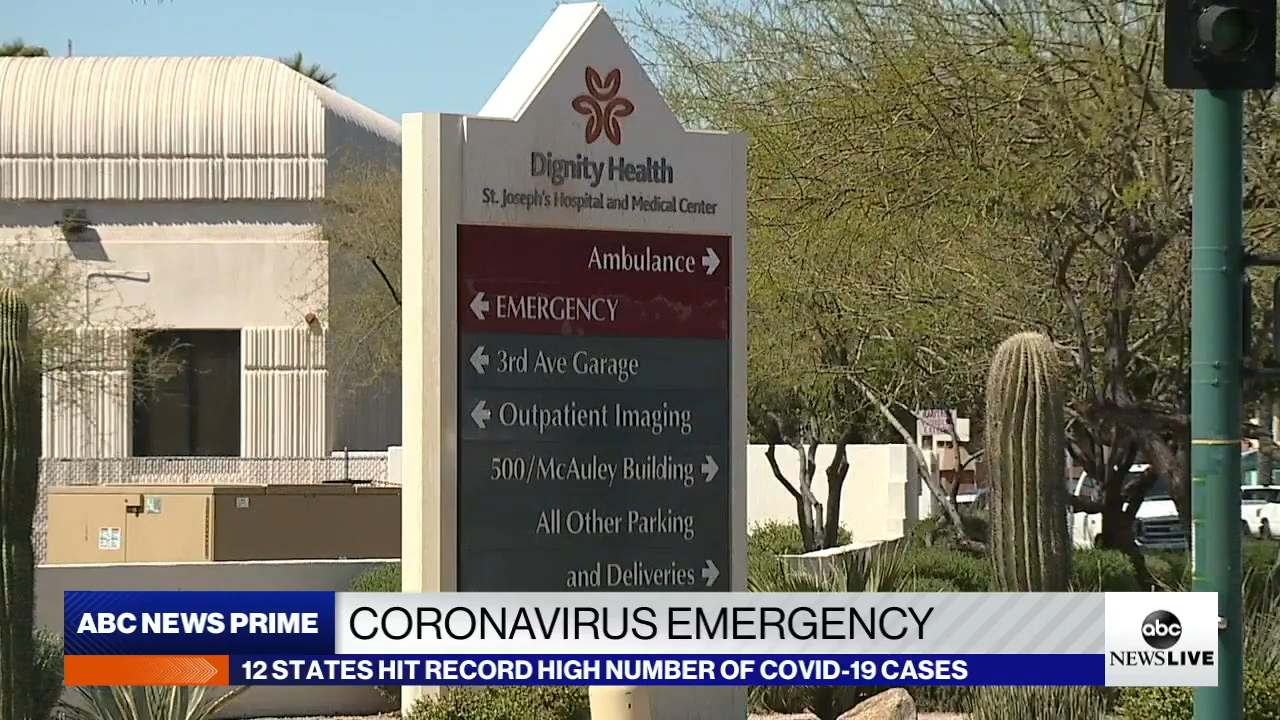 Dignity Health
St. Joseph's Hospital and Medical Center
Ambulance
EMERGENCY
3rd Ave Garage
Outpatient Imaging
500/McAuley Building
All Other Parking
and Deliveries
ABC NEWS PRIME
CORONAVIRUS EMERGENCY
12 STATES HIT RECORD HIGH NUMBER OF COVID-19 CASES
abc
NEWSLIVE